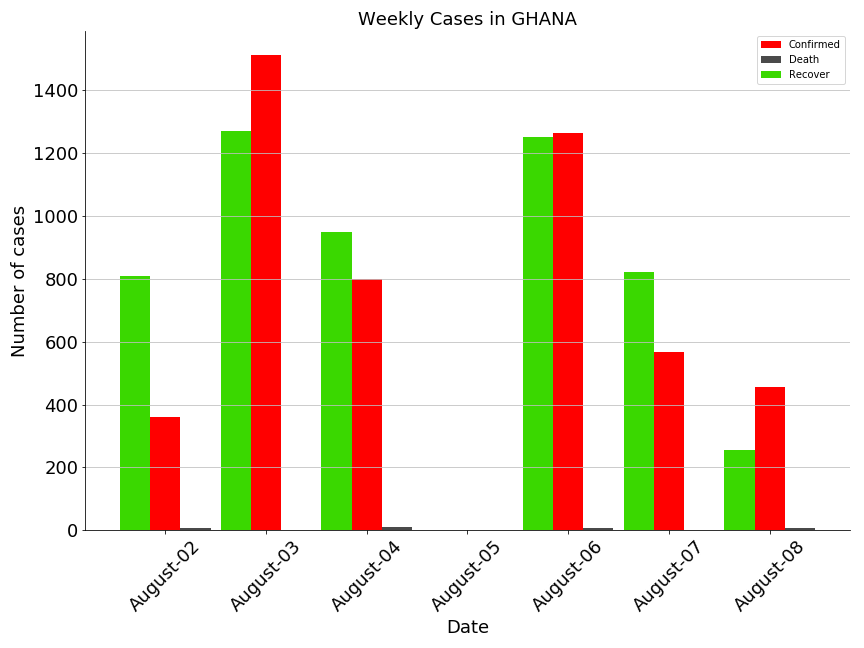 Weekly Cases in GHANA
Confirmed
Death
Recover
Number of cases
1400
1200
1000
800
600
400
200
0
August-02
August-03
August-04
August-05
August-06
August-07
August-08
Date